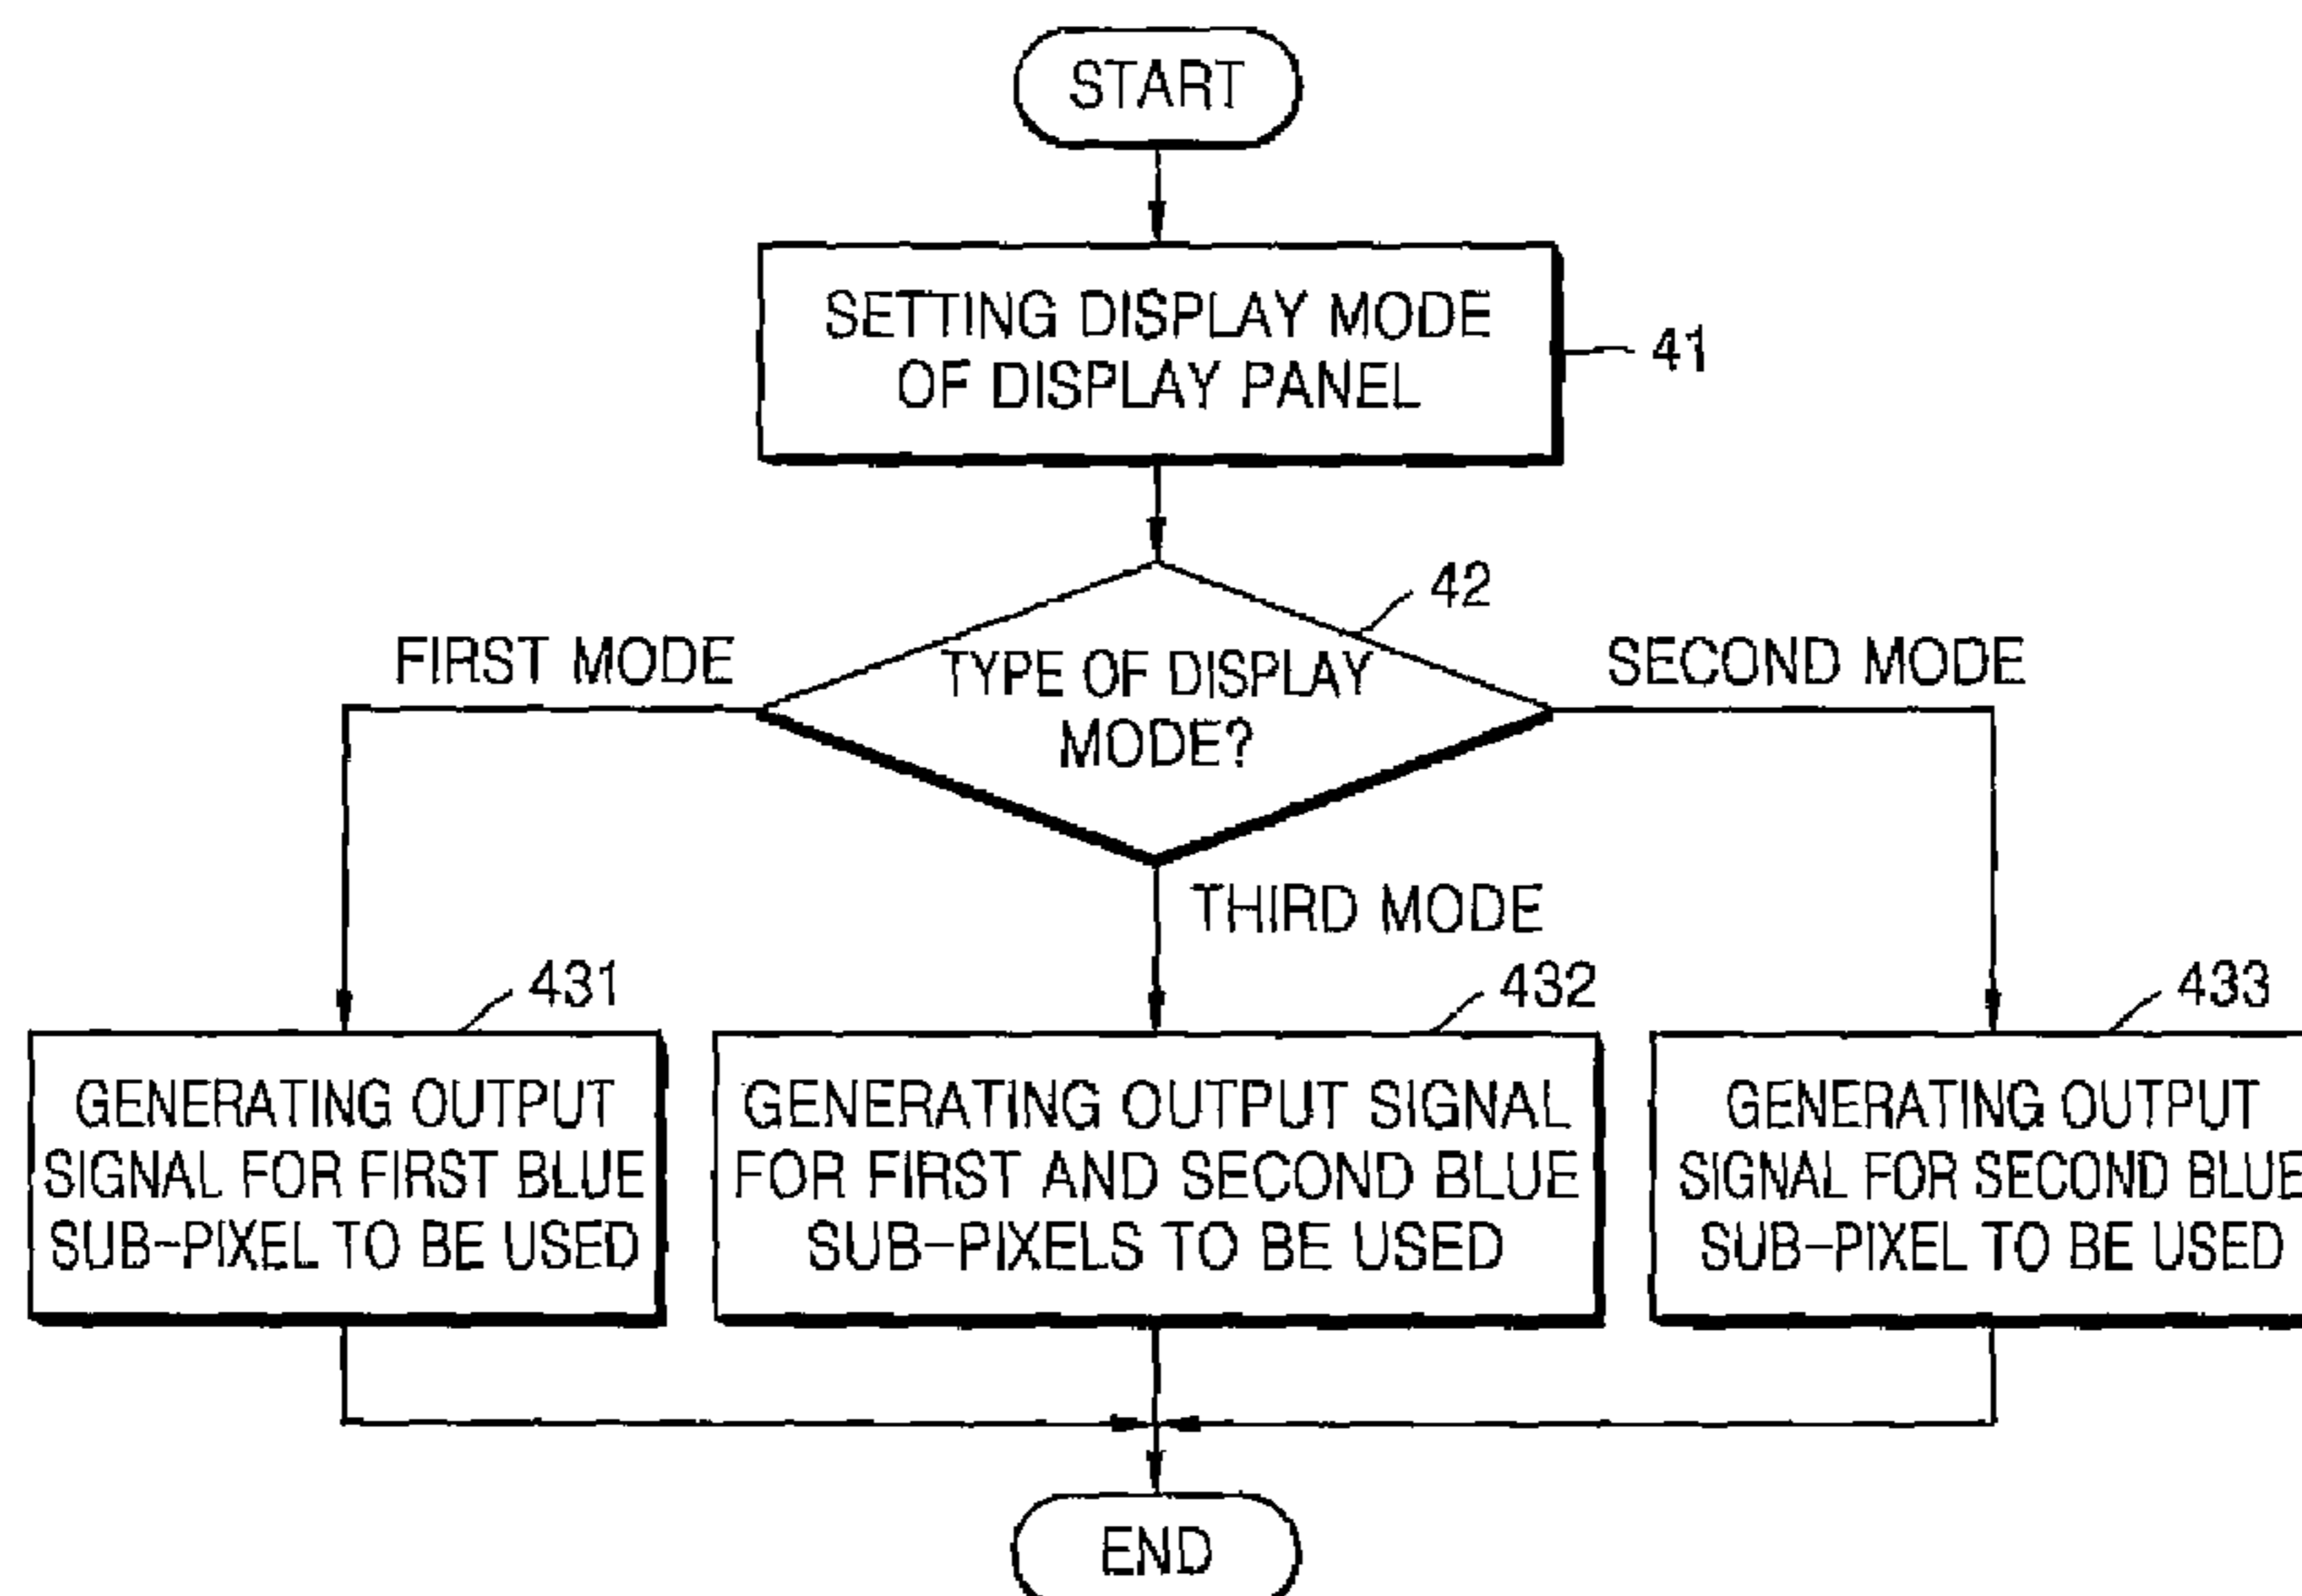 START
SETTING DISPLAY MODE
OF DISPLAY PANEL
41
42
FIRST MODE
TYPE OF DISPLAY
MODE?
SECOND MODE
THIRD MODE
431
432
433
GENERATING OUTPUT
SIGNAL FOR FIRST BLUE
SUB-PIXEL TO BE USED
GENERATING OUTPUT SIGNAL
FOR FIRST AND SECOND BLUE
SUB-PIXELS TO BE USED
GENERATING OUTPUT
SIGNAL FOR SECOND BLUE
SUB-PIXEL TO BE USED
END